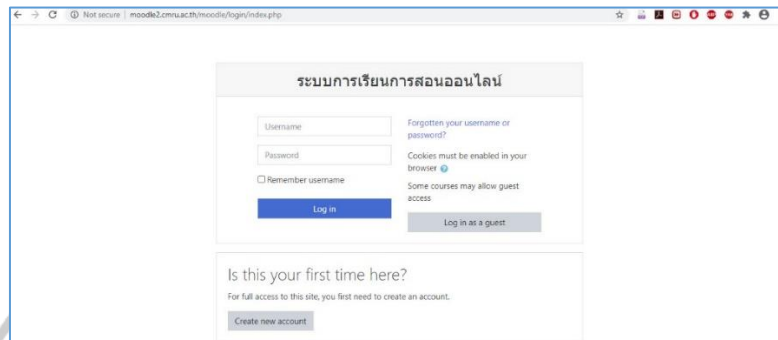 Not secure | moodle2.cmru.ac.th/moodle/login/index.php
ระบบการเรียนการสอนออนไลน์
Username
Password
Remember username
Log in
Forgotten your username or
password?
Cookies must be enabled in your
browser
Some courses may allow guest
access
Log in as a guest
Is this your first time here?
For full access to this site, you first need to create an account.
Create new account